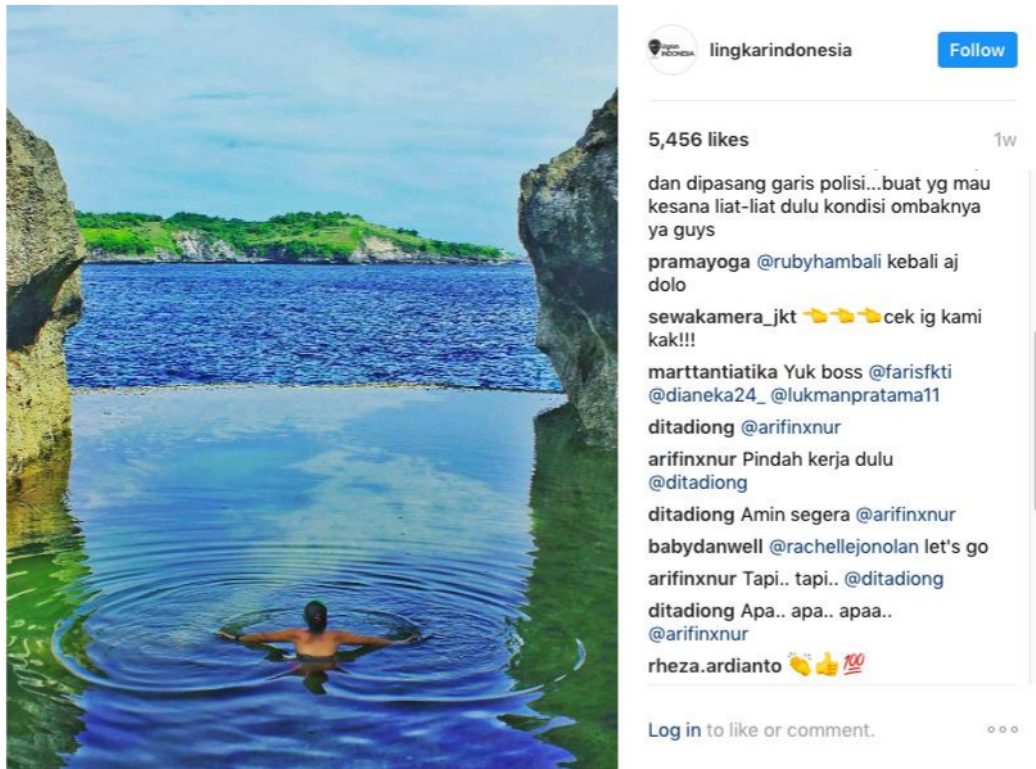 lingkarindonesia
Follow
5,456 likes
1w
dan dipasang garis polisi...buat yg mau
kesana liat-liat dulu kondisi ombaknya
ya guys
pramayoga @rubyhambali kebali aj
dolo
sewakamera_jkt 👈👈👈cek ig kami
kak!!!
marttantiatika Yuk boss @farisfkti
@dianeka24_ @lukmanpratama11
ditadiong @arifinxnur
arifinxnur Pindah kerja dulu
@ditadiong
ditadiong Amin segera @arifinxnur
babydanwell @rachellejonolan let's go
arifinxnur Tapi.. tapi.. @ditadiong
ditadiong Apa.. apa.. apaa..
@arifinxnur
rheza.ardianto 👏👍💯
Log in to like or comment.